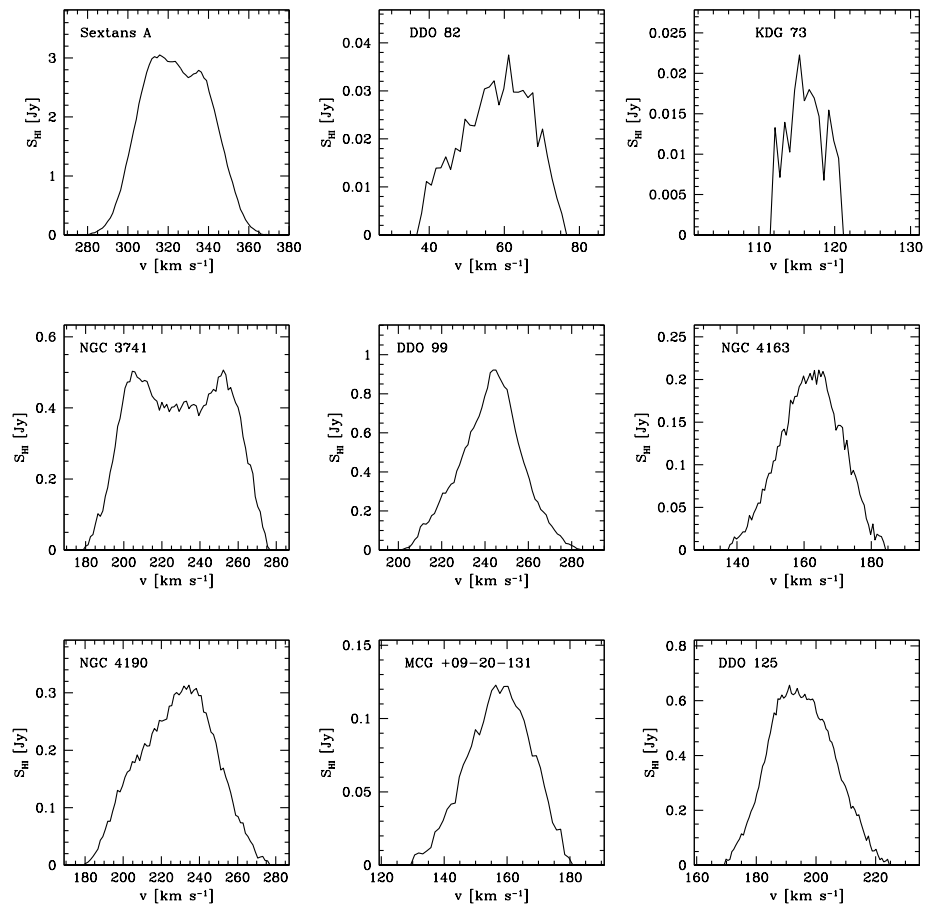 Sextans A
3
2
1
0
280 300 320 340 360 380
S_HI [Jy]
v [km s⁻¹]
DDO 82
0.04
0.03
0.02
0.01
0
40 60 80
S_HI [Jy]
v [km s⁻¹]
KDG 73
0.025
0.02
0.015
0.01
0.005
0
110 120 130
S_HI [Jy]
v [km s⁻¹]
NGC 3741
0.6
0.4
0.2
0
180 200 220 240 260 280
S_HI [Jy]
v [km s⁻¹]
DDO 99
1
0.8
0.6
0.4
0.2
0
200 220 240 260 280
S_HI [Jy]
v [km s⁻¹]
NGC 4163
0.25
0.2
0.15
0.1
0.05
0
140 160 180
S_HI [Jy]
v [km s⁻¹]
NGC 4190
0.3
0.2
0.1
0
180 200 220 240 260 280
S_HI [Jy]
v [km s⁻¹]
MCG +09-20-131
0.15
0.1
0.05
0
120 140 160 180
S_HI [Jy]
v [km s⁻¹]
DDO 125
0.8
0.6
0.4
0.2
0
160 180 200 220
S_HI [Jy]
v [km s⁻¹]